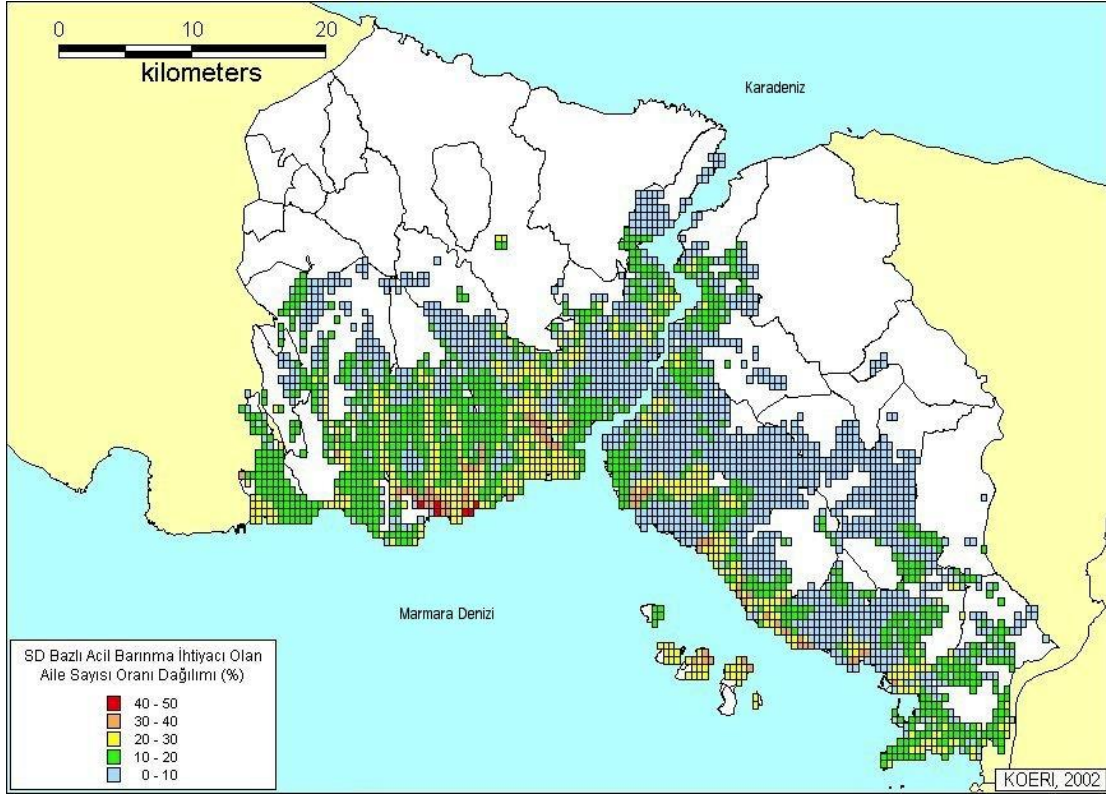 0 10 20
kilometers
Karadeniz
Marmara Denizi
SD Bazlı Acil Barınma İhtiyacı Olan
Aile Sayısı Oranı Dağılımı (%)
40 - 50
30 - 40
20 - 30
10 - 20
0 - 10
KOERI, 2002